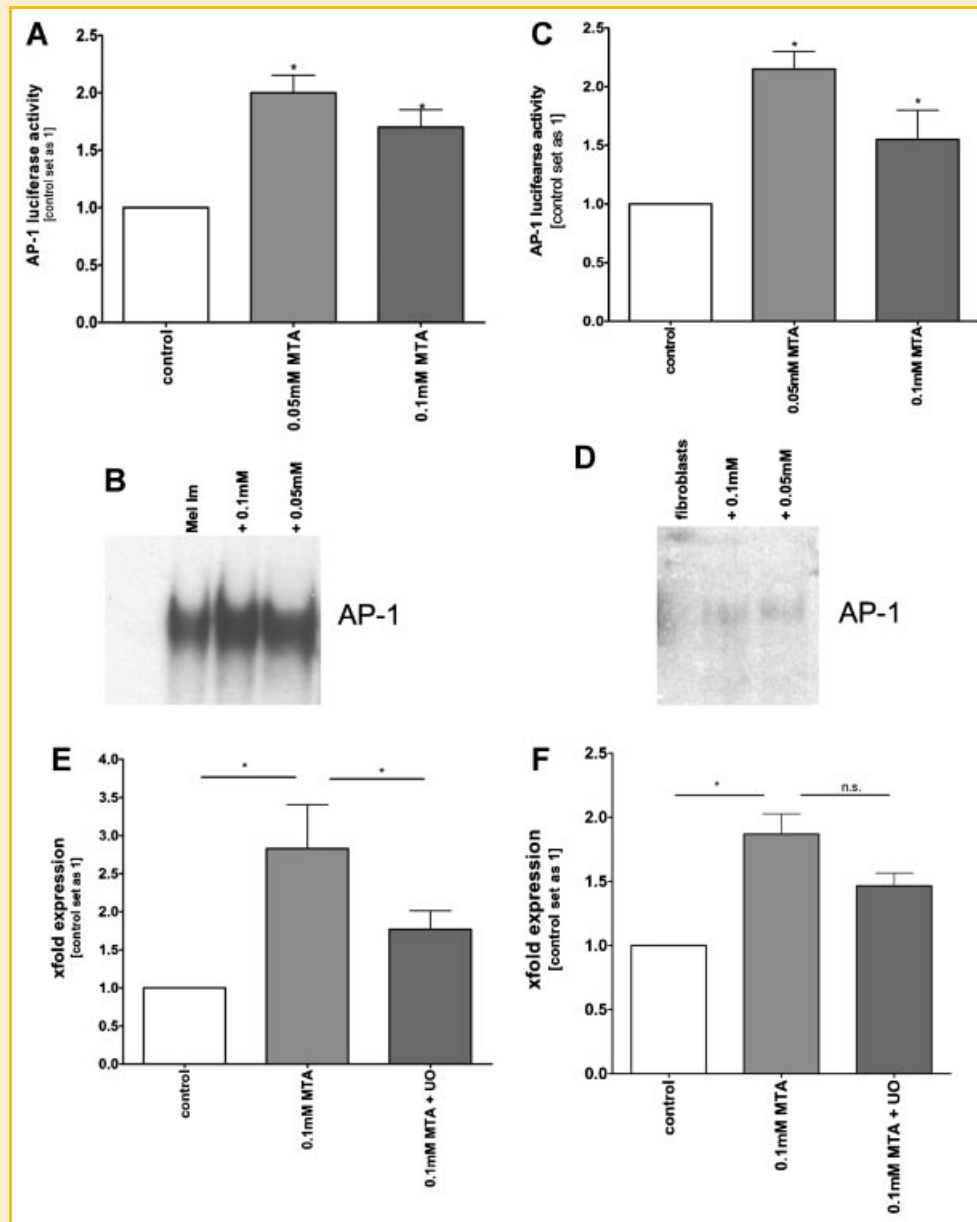 A
AP-1 luciferase activity
[control set as 1]
2.5
2.0
1.5
1.0
0.5
0.0
control
0.05mM MTA
0.1mM MTA
*
*
C
AP-1 lucifearse activity
[control set as 1]
2.5
2.0
1.5
1.0
0.5
0.0
control
0.05mM MTA
0.1mM MTA
*
*
B
Mel Im
+ 0.1mM
+ 0.05mM
AP-1
D
fibroblasts
+ 0.1mM
+ 0.05mM
AP-1
E
xfold expression
[control set as 1]
4.0
3.5
3.0
2.5
2.0
1.5
1.0
0.5
0.0
control
0.1mM MTA
0.1mM MTA + UO
*
*
F
xfold expression
[control set as 1]
2.5
2.0
1.5
1.0
0.5
0.0
control
0.1mM MTA
0.1mM MTA + UO
*
n.s.